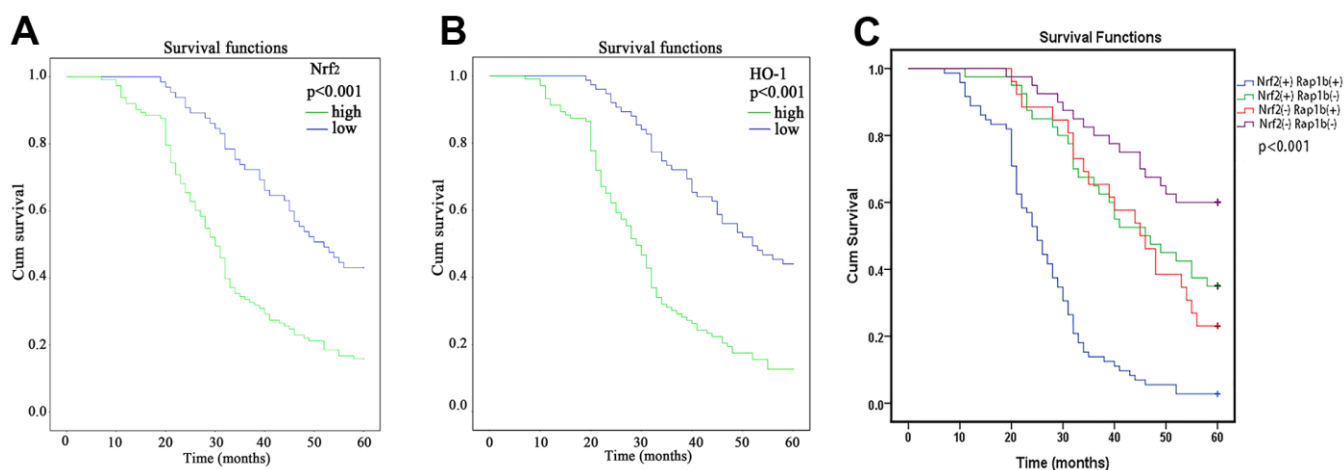 A
Survival functions
Nrf2
p<0.001
high
low
Cum survival
1.0
0.8
0.6
0.4
0.2
0.0
0 10 20 30 40 50 60
Time (months)
B
Survival functions
HO-1
p<0.001
high
low
Cum survival
1.0
0.8
0.6
0.4
0.2
0.0
0 10 20 30 40 50 60
Time (months)
C
Survival Functions
Nrf2(+) Rap1b(+)
Nrf2(+) Rap1b(-)
Nrf2(-) Rap1b(+)
Nrf2(-) Rap1b(-)
p<0.001
Cum Survival
1.0
0.8
0.6
0.4
0.2
0.0
0 10 20 30 40 50 60
Time (months)